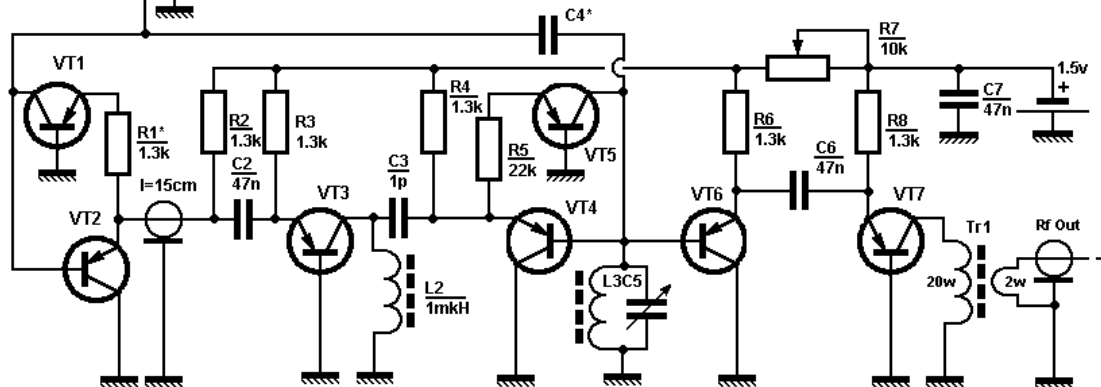 C4*
R7
10k
VT1
1.5v
+
R4
1.3k
C7
47n
R1*
1.3k
R2
1.3k
R3
1.3k
R5
22k
VT5
R6
1.3k
R8
1.3k
l=15cm
C2
47n
C3
1p
C6
47n
VT2
VT3
VT4
VT6
VT7
Tr1
Rf Out
L2
1mkH
L3C5
20w
2w